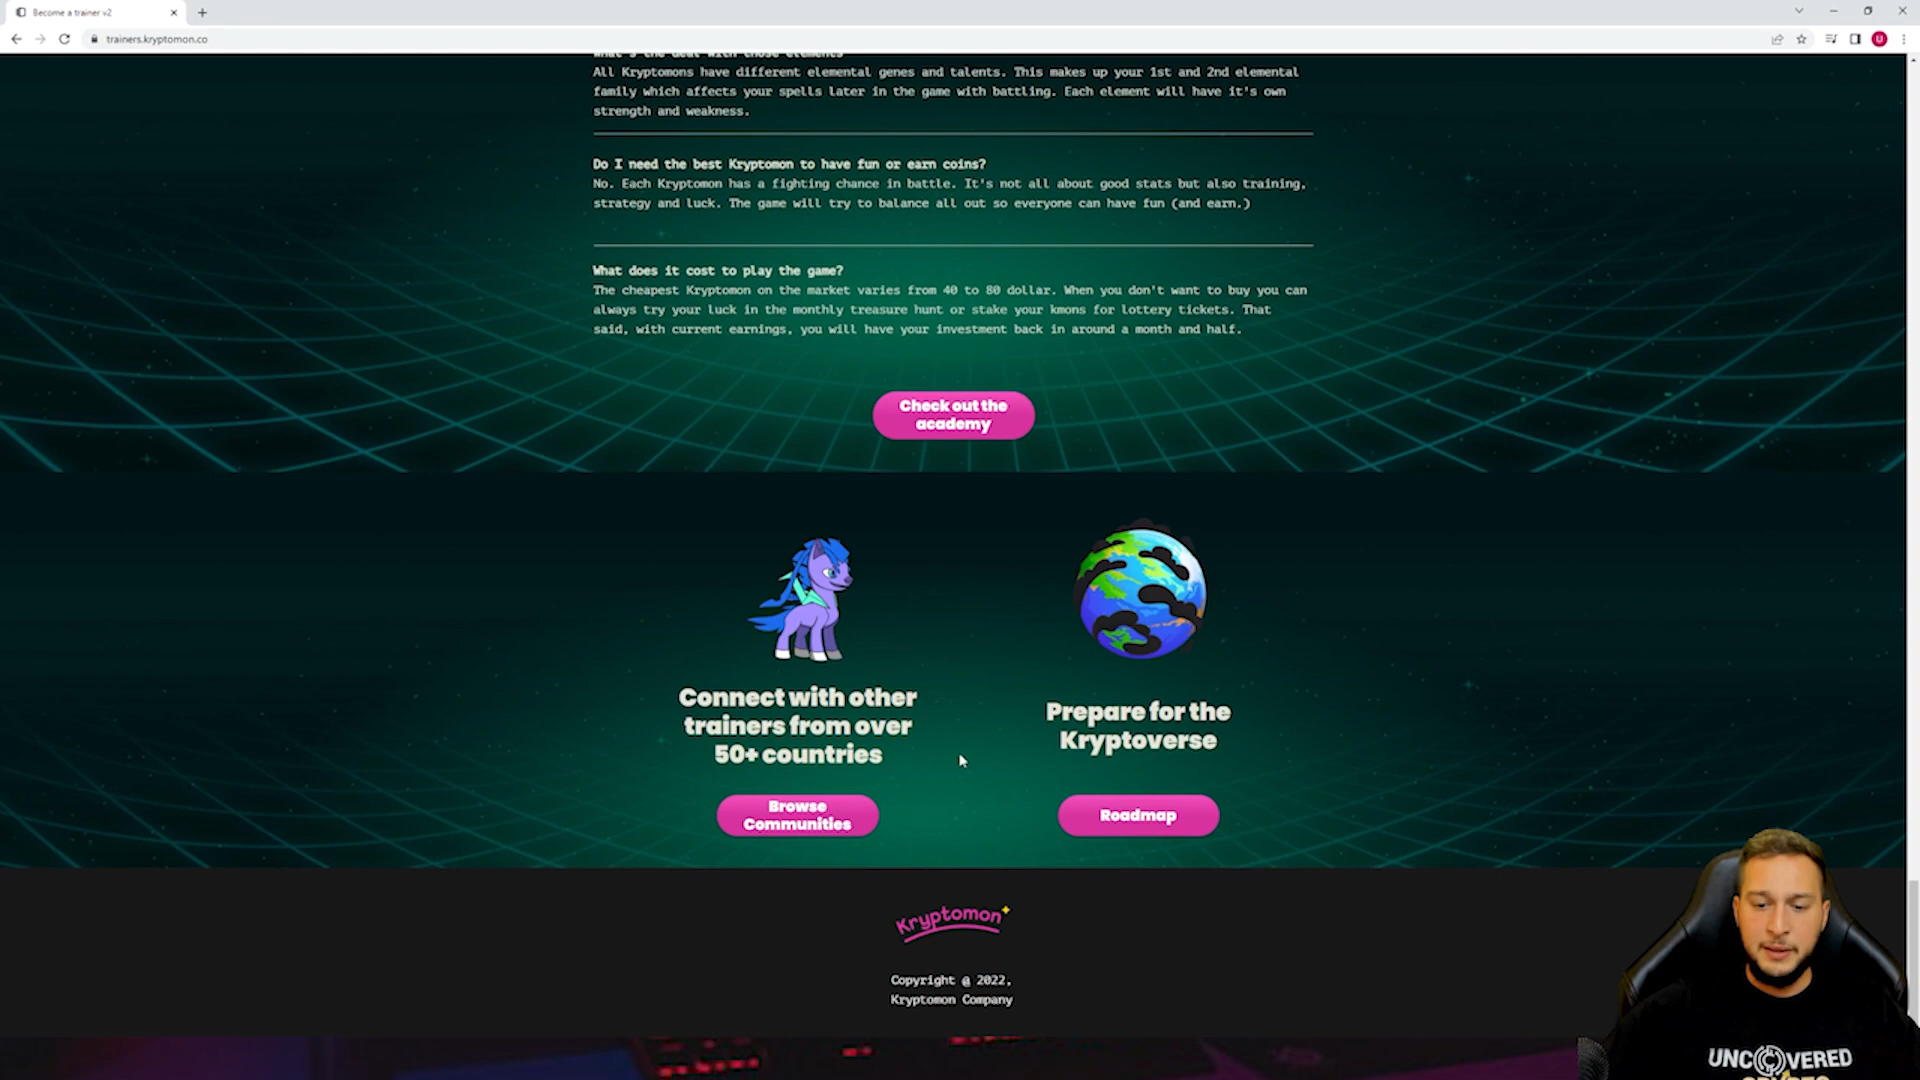 Become a trainer v2
trainers.kryptomon.co
U
What's the deal with those elements
All Kryptomons have different elemental genes and talents. This makes up your 1st and 2nd elemental
family which affects your spells later in the game with battling. Each element will have it's own
strength and weakness.
Do I need the best Kryptomon to have fun or earn coins?
No. Each Kryptomon has a fighting chance in battle. It's not all about good stats but also training,
strategy and luck. The game will try to balance all out so everyone can have fun (and earn.)
What does it cost to play the game?
The cheapest Kryptomon on the market varies from 40 to 80 dollar. When you don't want to buy you can
always try your luck in the monthly treasure hunt or stake your kmons for lottery tickets. That
said, with current earnings, you will have your investment back in around a month and half.
Check out the
academy
Connect with other
trainers from over
50+ countries
Browse
Communities
Prepare for the
Kryptoverse
Roadmap
Kryptomon
Copyright @ 2022,
Kryptomon Company
UNCOVERED